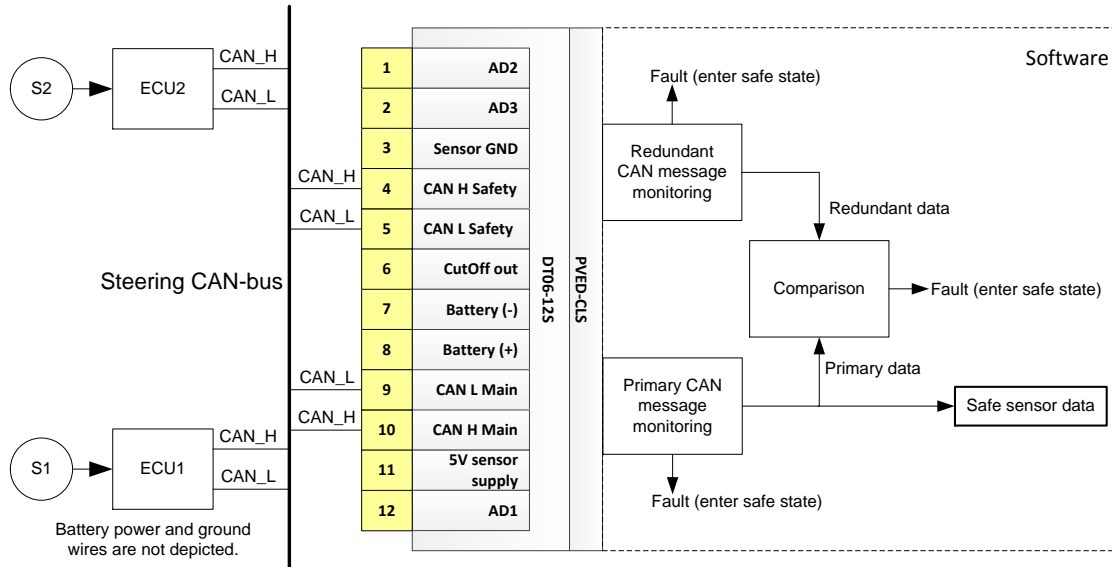 S2
ECU2
CAN_H
CAN_L
CAN_H
CAN_L
Steering CAN-bus
CAN_L
CAN_H
S1
ECU1
CAN_H
CAN_L
Battery power and ground
wires are not depicted.
1 AD2
2 AD3
3 Sensor GND
4 CAN H Safety
5 CAN L Safety
6 CutOff out
7 Battery (-)
8 Battery (+)
9 CAN L Main
10 CAN H Main
11 5V sensor
supply
12 AD1
DT06-12S
PVED-CLS
Software
Fault (enter safe state)
Redundant
CAN message
monitoring
Redundant data
Comparison
Fault (enter safe state)
Primary data
Primary CAN
message
monitoring
Safe sensor data
Fault (enter safe state)